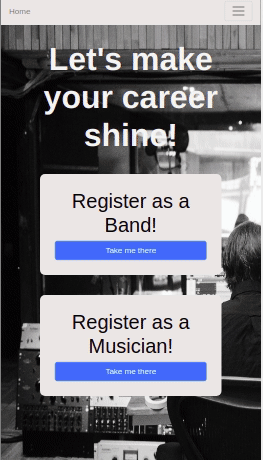 Home
Let's make
your career
shine!
Register as a
Band!
Take me there
Register as a
Musician!
Take me there